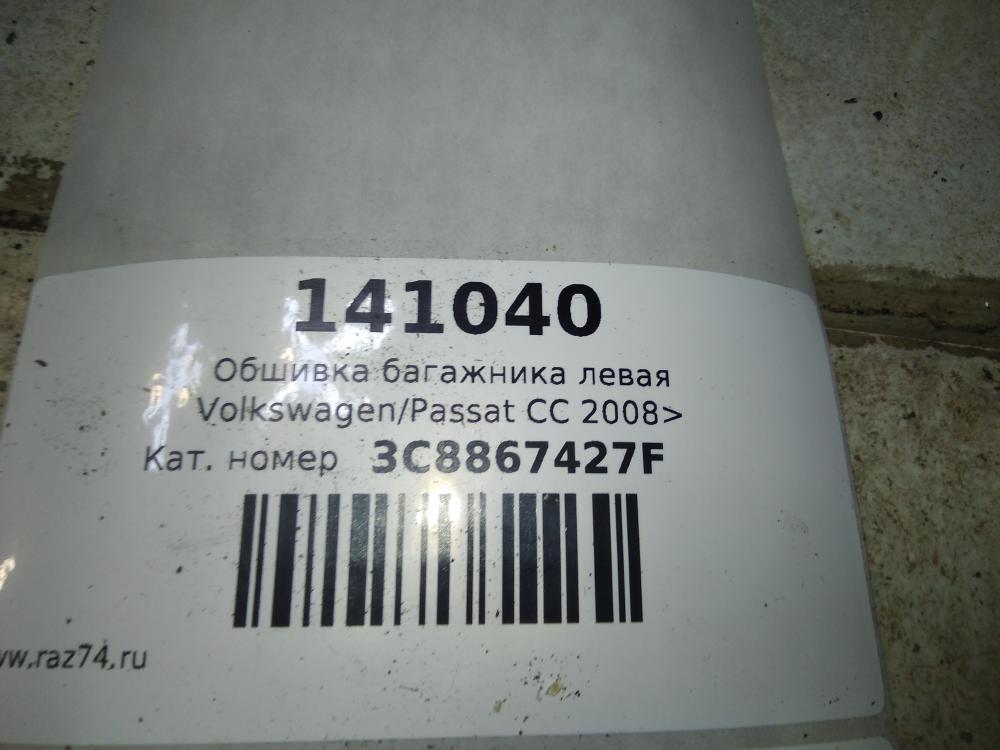 141040
Обшивка багажника левая
Volkswagen/Passat CC 2008>
Кат. номер 3C8867427F
ww.raz74.ru